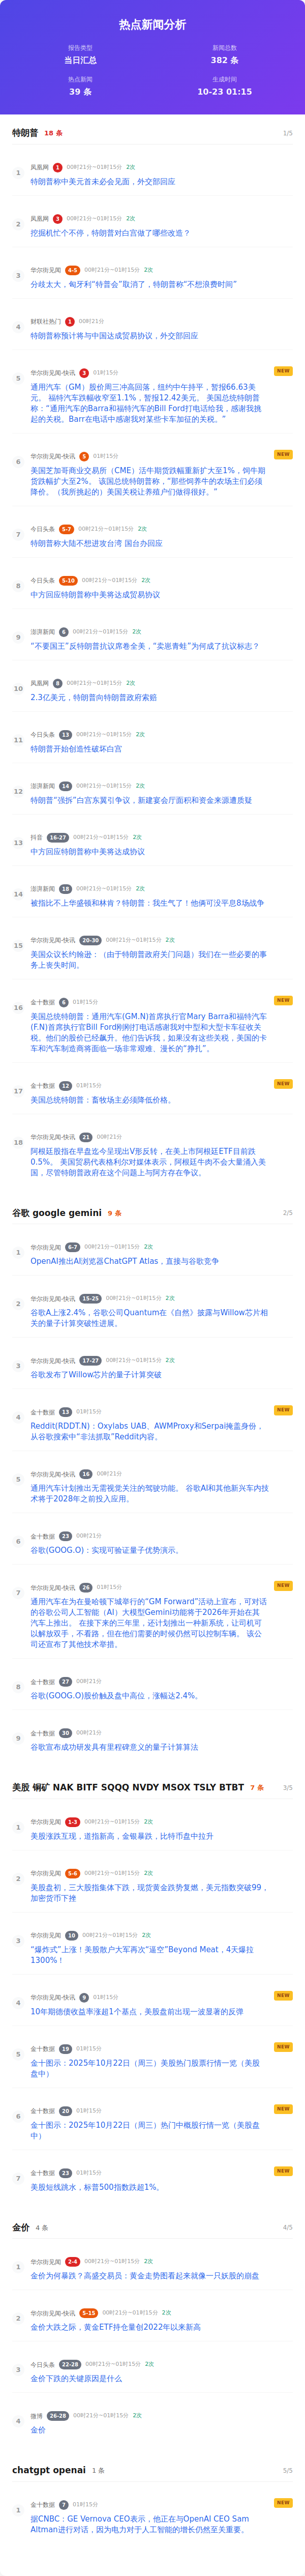 热点新闻分析
报告类型
当日汇总
新闻总数
382 条
热点新闻
39 条
生成时间
10-23 01:15
特朗普 18 条 1/5
1 凤凰网 1 00时21分~01时15分 2次
特朗普称中美元首未必会见面，外交部回应
2 凤凰网 3 00时21分~01时15分 2次
挖掘机忙个不停，特朗普对白宫做了哪些改造？
3 华尔街见闻 4-5 00时21分~01时15分 2次
分歧太大，匈牙利“特普会”取消了，特朗普称“不想浪费时间”
4 财联社热门 1 00时21分
特朗普称预计将与中国达成贸易协议，外交部回应
5 华尔街见闻-快讯 3 01时15分 NEW
通用汽车（GM）股价周三冲高回落，纽约中午持平，暂报66.63美
元。 福特汽车跌幅收窄至1.1%，暂报12.42美元。 美国总统特朗普
称：“通用汽车的Barra和福特汽车的Bill Ford打电话给我，感谢我挑
起的关税。Barr在电话中感谢我对某些卡车加征的关税。”
6 华尔街见闻-快讯 5 01时15分 NEW
美国芝加哥商业交易所（CME）活牛期货跌幅重新扩大至1%，饲牛期
货跌幅扩大至2%。 该国总统特朗普称，“那些饲养牛的农场主们必须
降价。（我所挑起的）美国关税让养殖户们做得很好。”
7 今日头条 5-7 00时21分~01时15分 2次
特朗普称大陆不想进攻台湾 国台办回应
8 今日头条 5-10 00时21分~01时15分 2次
中方回应特朗普称中美将达成贸易协议
9 澎湃新闻 6 00时21分~01时15分 2次
“不要国王”反特朗普抗议席卷全美，“卖思青蛙”为何成了抗议标志？
10 凤凰网 8 00时21分~01时15分 2次
2.3亿美元，特朗普向特朗普政府索赔
11 今日头条 13 00时21分~01时15分 2次
特朗普开始创造性破坏白宫
12 澎湃新闻 14 00时21分~01时15分 2次
特朗普“强拆”白宫东翼引争议，新建宴会厅面积和资金来源遭质疑
13 抖音 16-27 00时21分~01时15分 2次
中方回应特朗普称中美将达成协议
14 澎湃新闻 18 00时21分~01时15分 2次
被指比不上华盛顿和林肯？特朗普：我生气了！他俩可没平息8场战争
15 华尔街见闻-快讯 20-30 00时21分~01时15分 2次
美国众议长约翰逊：（由于特朗普政府关门问题）我们在一些必要的事
务上丧失时间。
16 金十数据 6 01时15分 NEW
美国总统特朗普：通用汽车(GM.N)首席执行官Mary Barra和福特汽车
(F.N)首席执行官Bill Ford刚刚打电话感谢我对中型和大型卡车征收关
税。他们的股价已经飙升。他们告诉我，如果没有这些关税，美国的卡
车和汽车制造商将面临一场非常艰难、漫长的“挣扎”。
17 金十数据 12 01时15分 NEW
美国总统特朗普：畜牧场主必须降低价格。
18 华尔街见闻-快讯 21 00时21分
阿根廷股指在早盘迄今呈现出V形反转，在美上市阿根廷ETF目前跌
0.5%。 美国贸易代表格利尔对媒体表示，阿根廷牛肉不会大量涌入美
国，尽管特朗普政府在这个问题上与阿方存在争议。
谷歌 google gemini 9 条 2/5
1 华尔街见闻 6-7 00时21分~01时15分 2次
OpenAI推出AI浏览器ChatGPT Atlas，直接与谷歌竞争
2 华尔街见闻-快讯 15-25 00时21分~01时15分 2次
谷歌A上涨2.4%，谷歌公司Quantum在《自然》披露与Willow芯片相
关的量子计算突破性进展。
3 华尔街见闻-快讯 17-27 00时21分~01时15分 2次
谷歌发布了Willow芯片的量子计算突破
4 金十数据 13 01时15分 NEW
Reddit(RDDT.N)：Oxylabs UAB、AWMProxy和Serpai掩盖身份，
从谷歌搜索中“非法抓取”Reddit内容。
5 华尔街见闻-快讯 16 00时21分
通用汽车计划推出无需视觉关注的驾驶功能。 谷歌AI和其他新兴车内技
术将于2028年之前投入应用。
6 金十数据 23 00时21分
谷歌(GOOG.O)：实现可验证量子优势演示。
7 华尔街见闻-快讯 26 01时15分 NEW
通用汽车在为在曼哈顿下城举行的“GM Forward”活动上宣布，可对话
的谷歌公司人工智能（AI）大模型Gemini功能将于2026年开始在其
汽车上推出。 在接下来的三年里，还计划推出一种新系统，让司机可
以解放双手，不看路，但在他们需要的时候仍然可以控制车辆。 该公
司还宣布了其他技术举措。
8 金十数据 27 00时21分
谷歌(GOOG.O)股价触及盘中高位，涨幅达2.4%。
9 金十数据 30 00时21分
谷歌宣布成功研发具有里程碑意义的量子计算算法
美股 铜矿 NAK BITF SQQQ NVDY MSOX TSLY BTBT 7 条 3/5
1 华尔街见闻 1-3 00时21分~01时15分 2次
美股涨跌互现，道指新高，金银暴跌，比特币盘中拉升
2 华尔街见闻 5-6 00时21分~01时15分 2次
美股盘初，三大股指集体下跌，现货黄金跌势复燃，美元指数突破99，
加密货币下挫
3 华尔街见闻 10 00时21分~01时15分 2次
“爆炸式”上涨！美股散户大军再次“逼空”Beyond Meat，4天爆拉
1300%！
4 华尔街见闻-快讯 9 01时15分 NEW
10年期德债收益率涨超1个基点，美股盘前出现一波显著的反弹
5 金十数据 19 01时15分 NEW
金十图示：2025年10月22日（周三）美股热门股票行情一览（美股
盘中）
6 金十数据 20 01时15分 NEW
金十图示：2025年10月22日（周三）热门中概股行情一览（美股盘
中）
7 金十数据 23 01时15分 NEW
美股短线跳水，标普500指数跌超1%。
金价 4 条 4/5
1 华尔街见闻 2-4 00时21分~01时15分 2次
金价为何暴跌？高盛交易员：黄金走势图看起来就像一只妖股的崩盘
2 华尔街见闻-快讯 5-15 00时21分~01时15分 2次
金价大跌之际，黄金ETF持仓量创2022年以来新高
3 今日头条 22-28 00时21分~01时15分 2次
金价下跌的关键原因是什么
4 微博 26-28 00时21分~01时15分 2次
金价
chatgpt openai 1 条 5/5
1 金十数据 7 01时15分 NEW
据CNBC：GE Vernova CEO表示，他正在与OpenAI CEO Sam
Altman进行对话，因为电力对于人工智能的增长仍然至关重要。